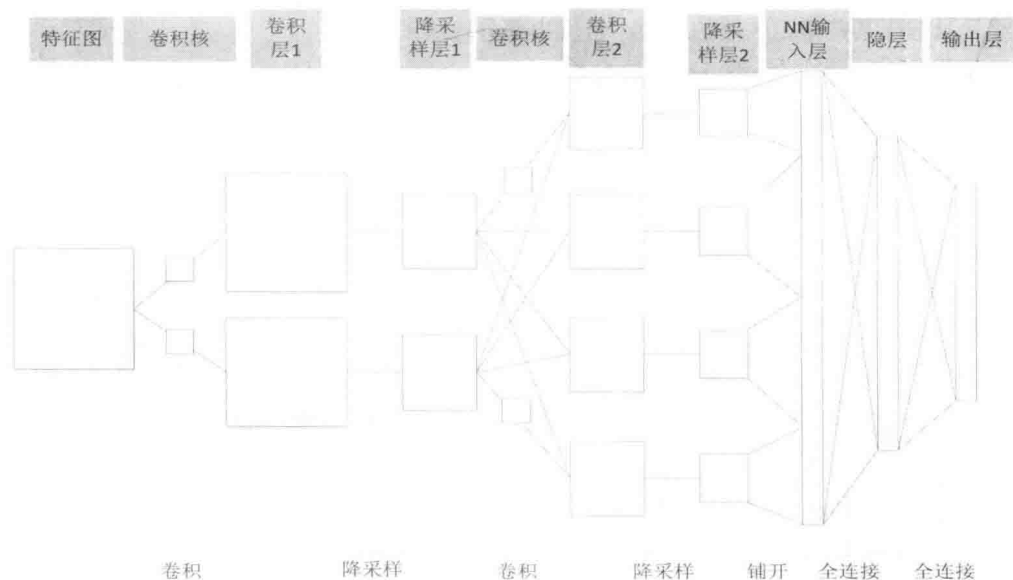 特征图
卷积核
卷积
层1
降采
样层1
卷积核
卷积
层2
降采
样层2
NN输
入层
隐层
输出层
卷积
降采样
卷积
降采样
铺开
全连接
全连接